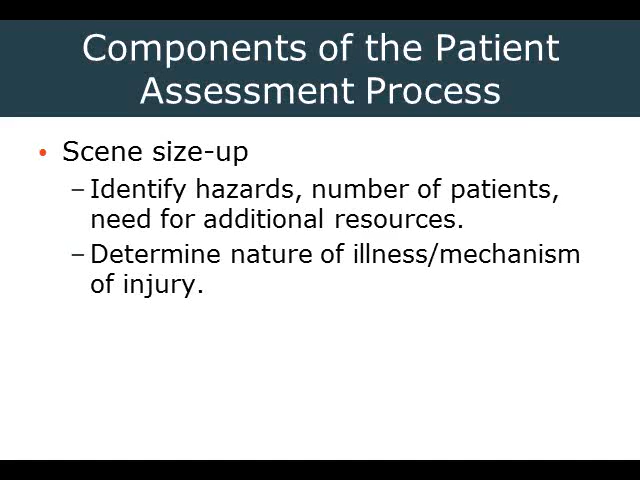 Components of the Patient
Assessment Process
• Scene size-up
– Identify hazards, number of patients,
need for additional resources.
– Determine nature of illness/mechanism
of injury.